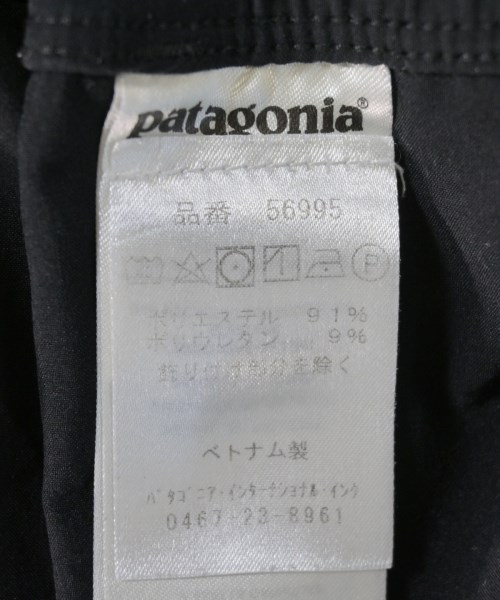 patagonia®
品番 56995
P
ポリエステル 91%
ポリウレタン 9%
飾り付け部分を除く
ベトナム製
ﾊﾟﾀｺﾞﾆｱ・ｲﾝﾀｰﾅｼｮﾅﾙ・ｲﾝｸ
0467-23-8961